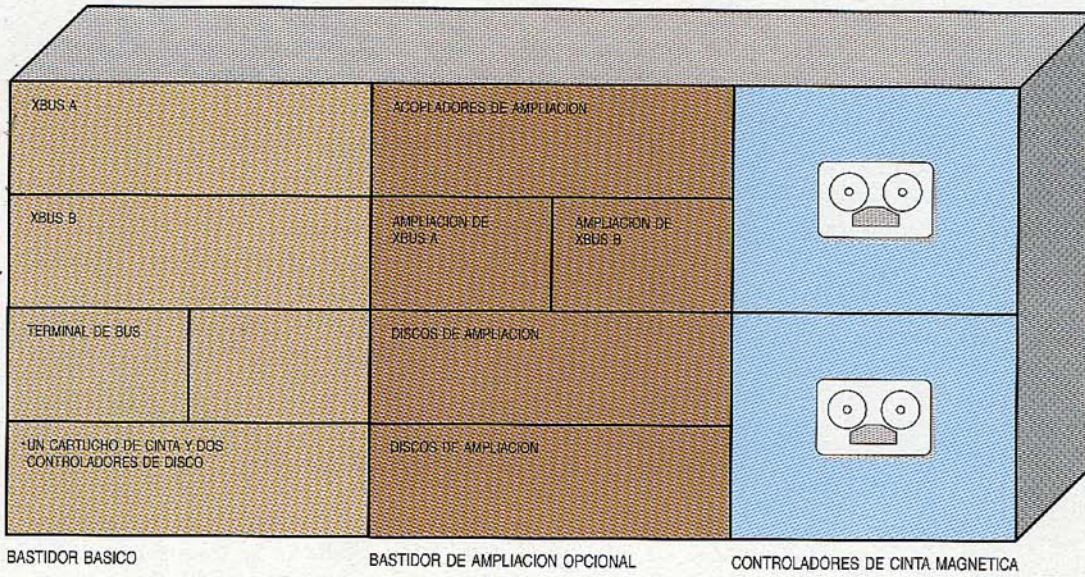 XBUS A
ACOPLADORES DE AMPLIACION
XBUS B
AMPLIACION DE
XBUS A
AMPLIACION DE
XBUS B
TERMINAL DE BUS
DISCOS DE AMPLIACION
•UN CARTUCHO DE CINTA Y DOS
CONTROLADORES DE DISCO
DISCOS DE AMPLIACION
BASTIDOR BASICO
BASTIDOR DE AMPLIACION OPCIONAL
CONTROLADORES DE CINTA MAGNETICA